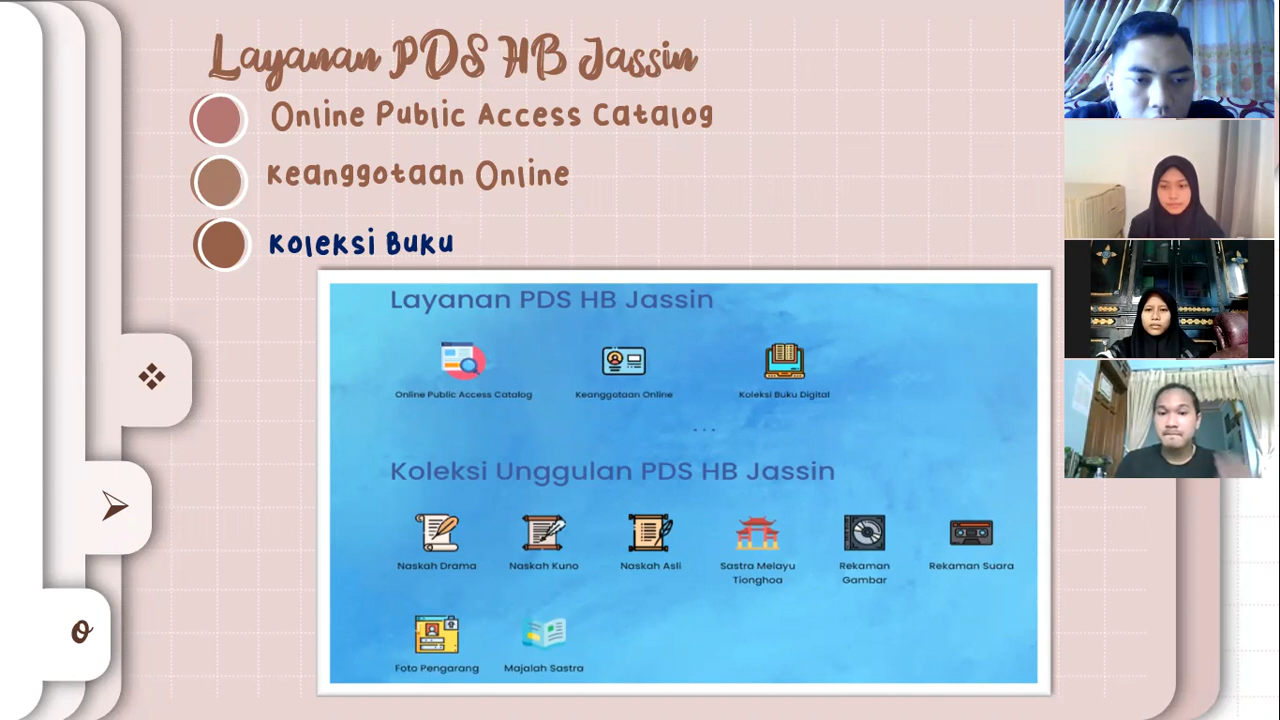 Layanan PDS HB Jassin
Online Public Access Catalog
Keanggotaan Online
Koleksi Buku
Layanan PDS HB Jassin
Online Public Access Catalog Keanggotaan Online Koleksi Buku Digital
...
Koleksi Unggulan PDS HB Jassin
Naskah Drama Naskah Kuno Naskah Asli Sastra Melayu Tionghoa Rekaman Gambar Rekaman Suara
Foto Pengarang Majalah Sastra